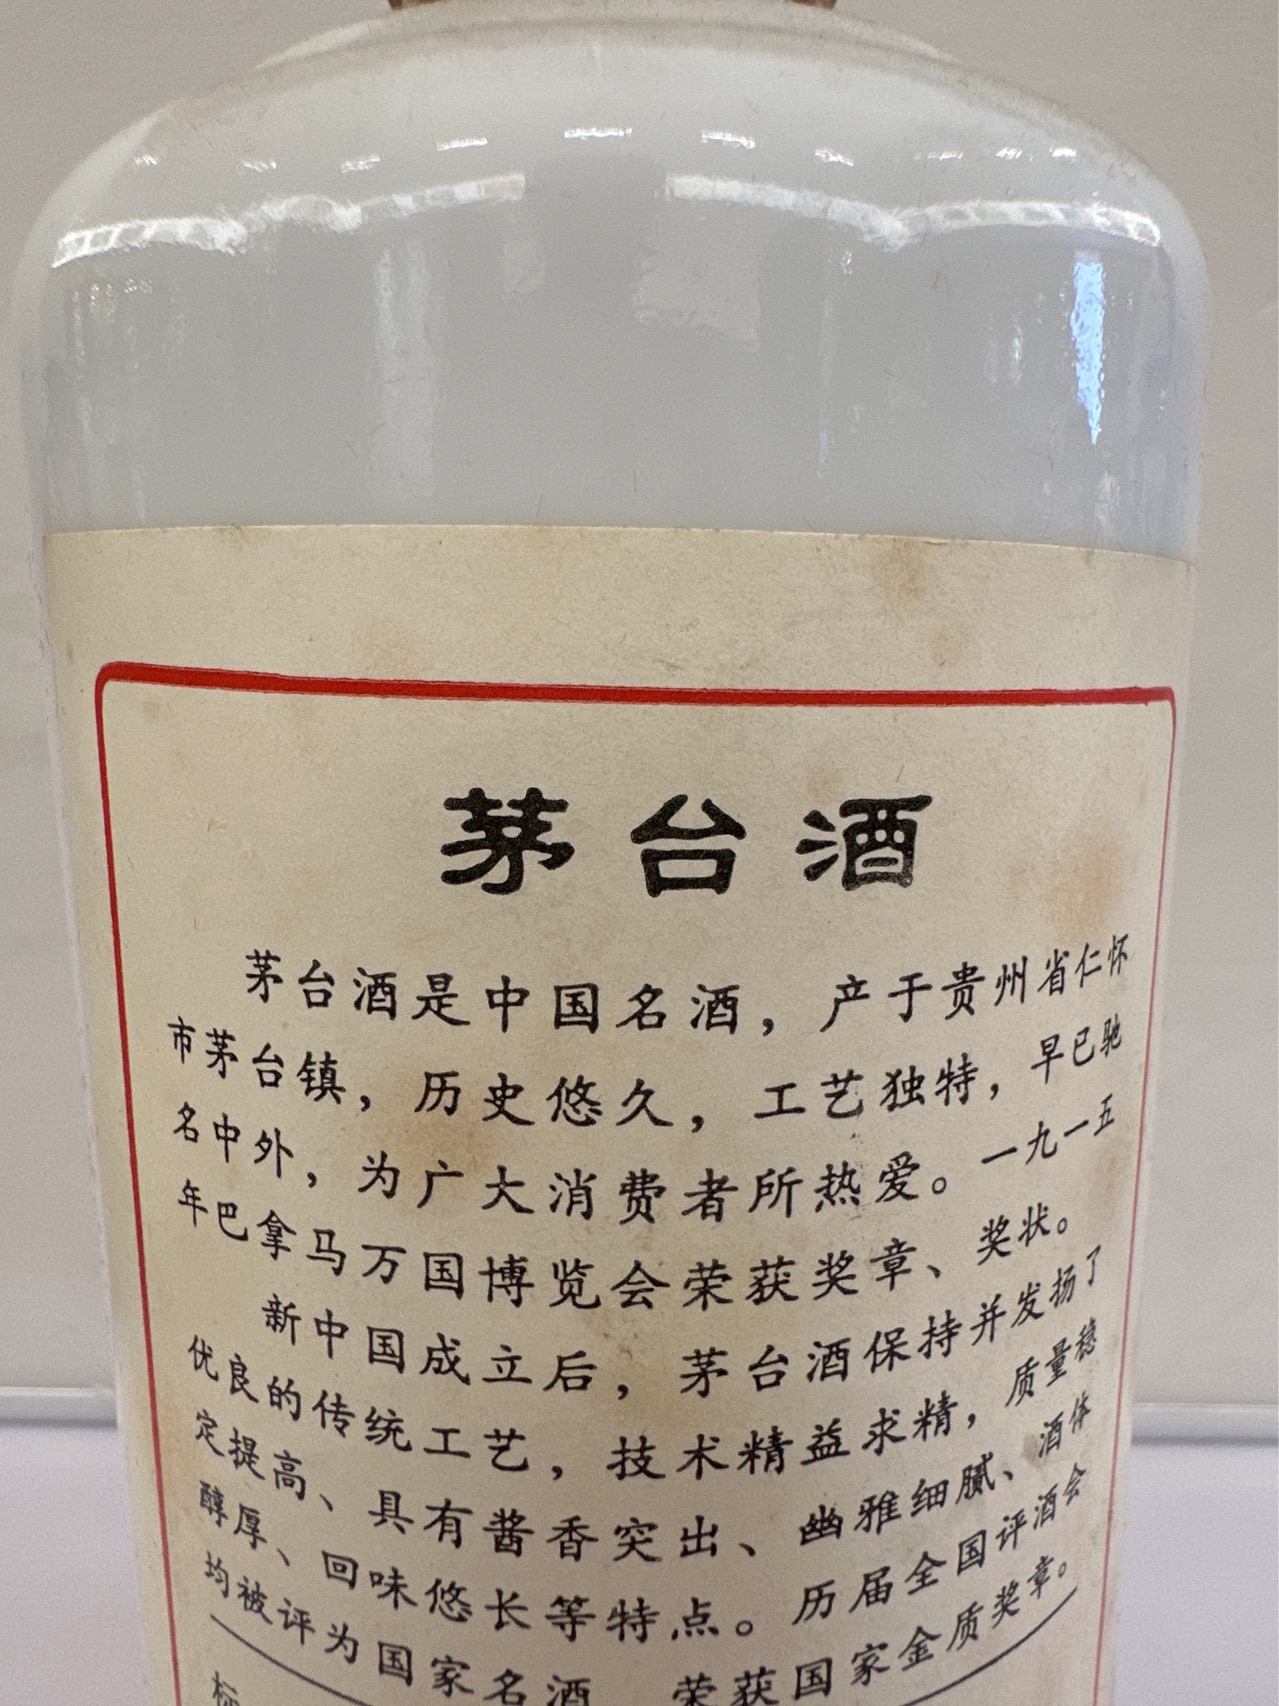 茅台酒
茅台酒是中国名酒，产于贵州省仁怀
市茅台镇，历史悠久，工艺独特，早已驰
名中外，为广大消费者所热爱。一九一五
年巴拿马万国博览会荣获奖章、奖状。
新中国成立后，茅台酒保持并发扬了
优良的传统工艺，技术精益求精，质量稳
定提高、具有酱香突出、幽雅细腻、酒体
醇厚、回味悠长等特点。历届全国评酒会
均被评为国家名酒 荣获国家金质奖章。
标